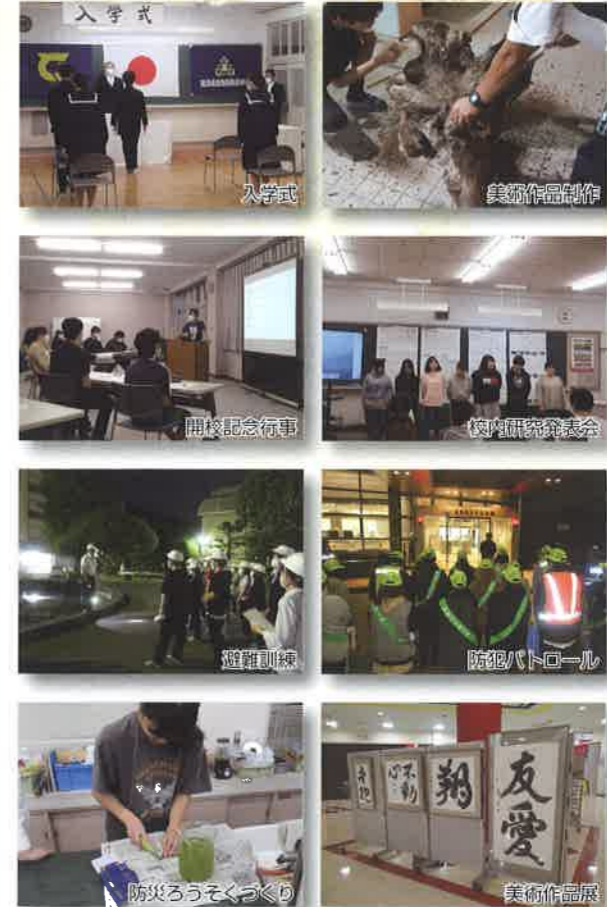 入学式
入学式
美術作品制作
開校記念行事
校内研究発表会
避難訓練
防犯パトロール
防災ろうそくづくり
不動心
翔
友愛
美術作品展